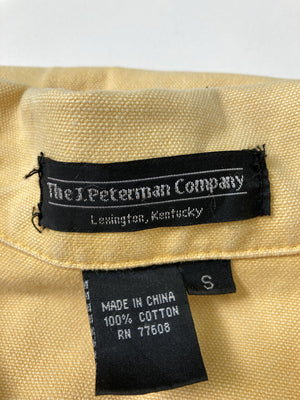 The J. Peterman Company
Lexington, Kentucky
S
MADE IN CHINA
100% COTTON
RN 77608